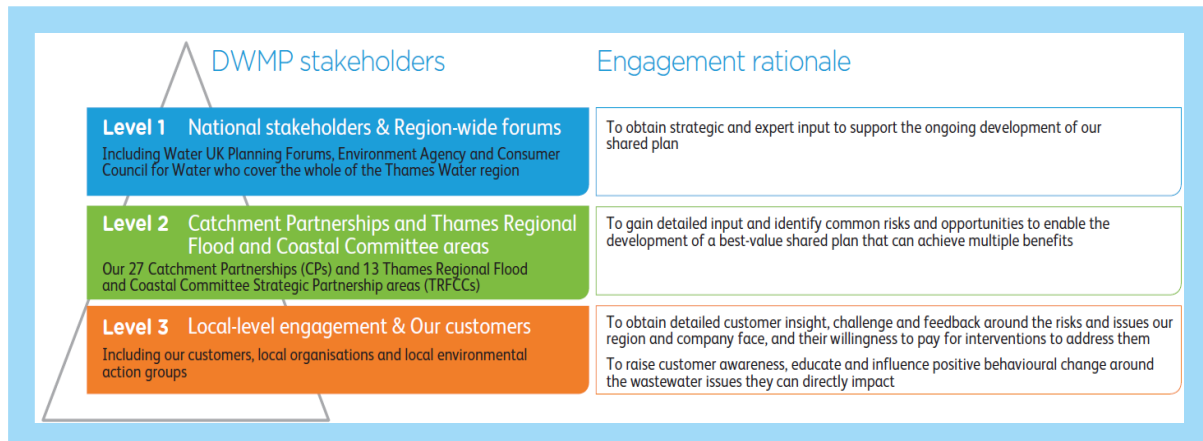 DWMP stakeholders
Engagement rationale
Level 1 National stakeholders & Region-wide forums
Including Water UK Planning Forums, Environment Agency and Consumer
Council for Water who cover the whole of the Thames Water region
To obtain strategic and expert input to support the ongoing development of our
shared plan
Level 2 Catchment Partnerships and Thames Regional
Flood and Coastal Committee areas
Our 27 Catchment Partnerships (CPs) and 13 Thames Regional Flood
and Coastal Committee Strategic Partnership areas (TRFCCs)
To gain detailed input and identify common risks and opportunities to enable the
development of a best-value shared plan that can achieve multiple benefits
Level 3 Local-level engagement & Our customers
Including our customers, local organisations and local environmental
action groups
To obtain detailed customer insight, challenge and feedback around the risks and issues our
region and company face, and their willingness to pay for interventions to address them
To raise customer awareness, educate and influence positive behavioural change around
the wastewater issues they can directly impact